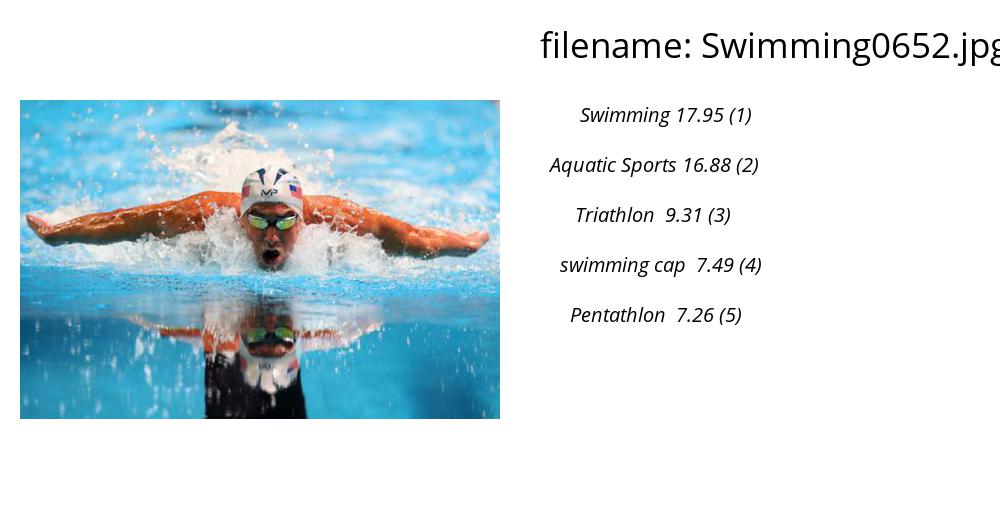 filename: Swimming0652.jpg
Swimming 17.95 (1)
Aquatic Sports 16.88 (2)
Triathlon 9.31 (3)
swimming cap 7.49 (4)
Pentathlon 7.26 (5)
MP